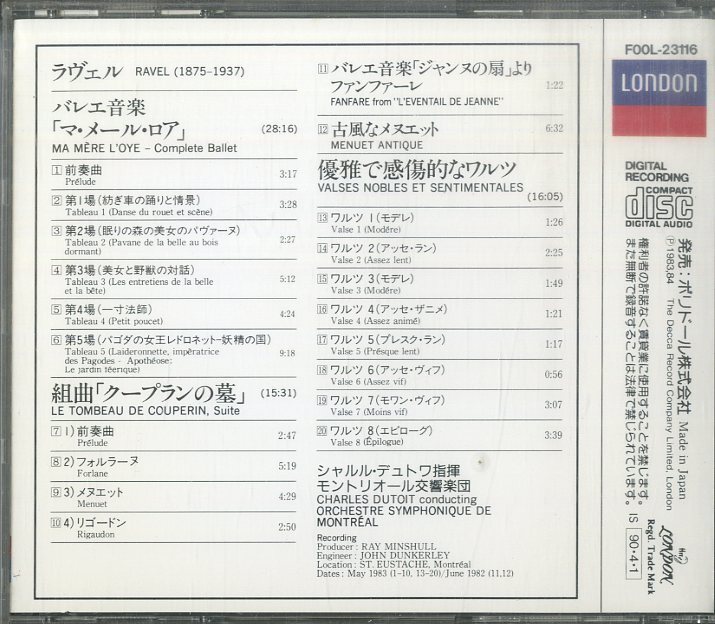 ラヴェル RAVEL (1875-1937)
バレエ音楽
「マ・メール・ロア」 (28:16)
MA MÈRE L'OYE – Complete Ballet
1 前奏曲 3:17
Prélude
2 第1場(紡ぎ車の踊りと情景) 3:28
Tableau 1 (Danse du rouet et scène)
3 第2場(眠りの森の美女のパヴァーヌ)
Tableau 2 (Pavane de la belle au bois 2:27
dormant)
4 第3場(美女と野獣の対話)
Tableau 3 (Les entretiens de la belle 5:12
et la bête)
5 第4場(一寸法師) 4:24
Tableau 4 (Petit poucet)
6 第5場(パゴダの女王レドロネット-妖精の国)
Tableau 5 (Laideronnette, impératrice
des Pagodes - Apothéose: 9:18
Le jardin féerique)
組曲「クープランの墓」 (15:31)
LE TOMBEAU DE COUPERIN, Suite
7 1) 前奏曲 2:47
Prélude
8 2) フォルラーヌ 5:19
Forlane
9 3) メヌエット 4:29
Menuet
10 4) リゴードン 2:50
Rigaudon
11 バレエ音楽「ジャンヌの扇」より
ファンファーレ 1:22
FANFARE from "L'EVENTAIL DE JEANNE"
12 古風なメヌエット 6:32
MENUET ANTIQUE
優雅で感傷的なワルツ
VALSES NOBLES ET SENTIMENTALES
(16:05)
13 ワルツ 1 (モデレ) 1:26
Valse 1 (Modéré)
14 ワルツ 2 (アッセ・ラン) 2:25
Valse 2 (Assez lent)
15 ワルツ 3 (モデレ) 1:49
Valse 3 (Modéré)
16 ワルツ 4 (アッセ・ザニメ) 1:21
Valse 4 (Assez animé)
17 ワルツ 5 (プレスク・ラン) 1:17
Valse 5 (Présque lent)
18 ワルツ 6 (アッセ・ヴィフ) 0:56
Valse 6 (Assez vif)
19 ワルツ 7 (モワン・ヴィフ) 3:07
Valse 7 (Moins vif)
20 ワルツ 8 (エピローグ) 3:39
Valse 8 (Épilogue)
シャルル・デュトワ指揮
モントリオール交響楽団
CHARLES DUTOIT conducting
ORCHESTRE SYMPHONIQUE DE
MONTRÉAL
Recording
Producer : RAY MINSHULL
Engineer : JOHN DUNKERLEY
Location : ST. EUSTACHE, Montréal
Dates : May 1983 (1-10, 13-20)/June 1982 (11,12)
F00L-23116
LONDON
DIGITAL
RECORDING
COMPACT
disc
DIGITAL AUDIO
発売:ポリドール株式会社 Made in Japan
Ⓟ 1983,84 The Decca Record Company Limited, London
権利者の許諾なく賃貸業に使用することを禁じます。
また無断で録音することは法律で禁じられています。 IS 90・4・1
LONDON
Regd. Trade Mark